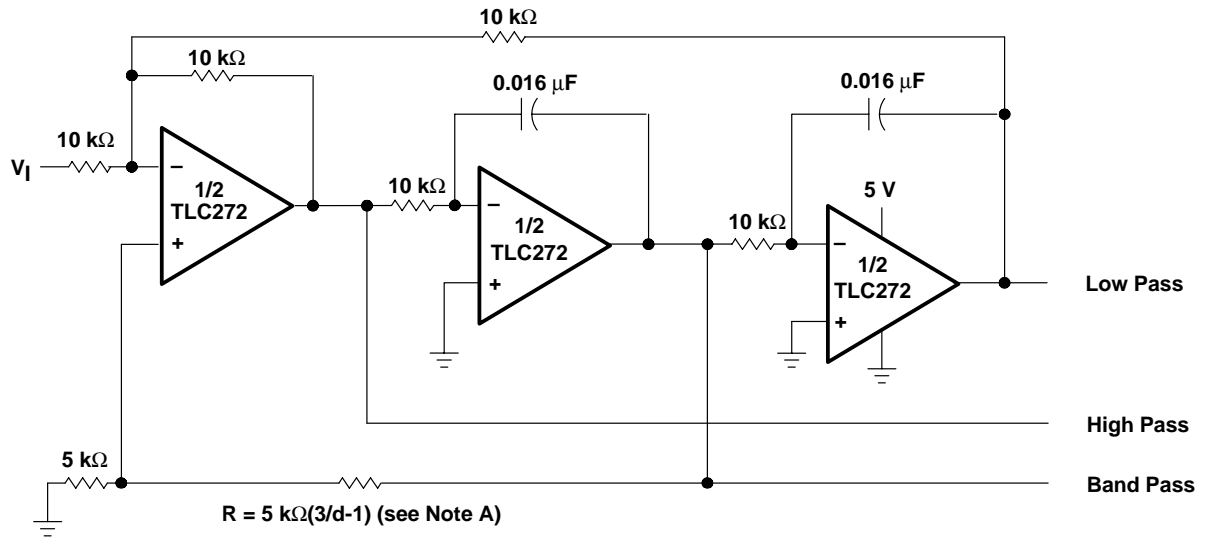 10 kΩ
10 kΩ
0.016 μF
0.016 μF
10 kΩ
VI
−
1/2
TLC272
+
10 kΩ
−
1/2
TLC272
+
5 V
10 kΩ
−
1/2
TLC272
+
Low Pass
High Pass
5 kΩ
Band Pass
R = 5 kΩ(3/d-1) (see Note A)